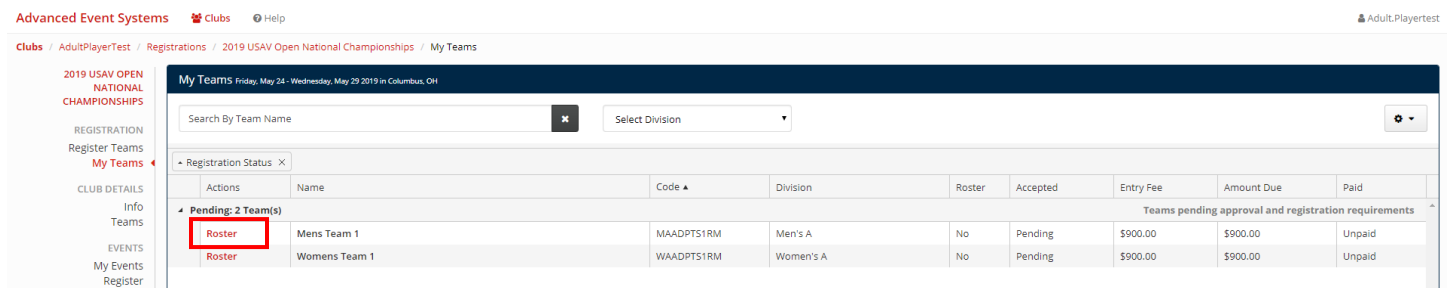 Advanced Event Systems Clubs Help Adult.Playertest
Clubs / AdultPlayerTest / Registrations / 2019 USAV Open National Championships / My Teams
2019 USAV OPEN
NATIONAL
CHAMPIONSHIPS
REGISTRATION
Register Teams
My Teams
CLUB DETAILS
Info
Teams
EVENTS
My Events
Register
My Teams Friday, May 24 - Wednesday, May 29 2019 in Columbus, OH
Search By Team Name Select Division
Registration Status ×
Actions Name Code Division Roster Accepted Entry Fee Amount Due Paid
Pending: 2 Team(s) Teams pending approval and registration requirements
Roster Mens Team 1 MAADPTS1RM Men's A No Pending $900.00 $900.00 Unpaid
Roster Womens Team 1 WAADPTS1RM Women's A No Pending $900.00 $900.00 Unpaid